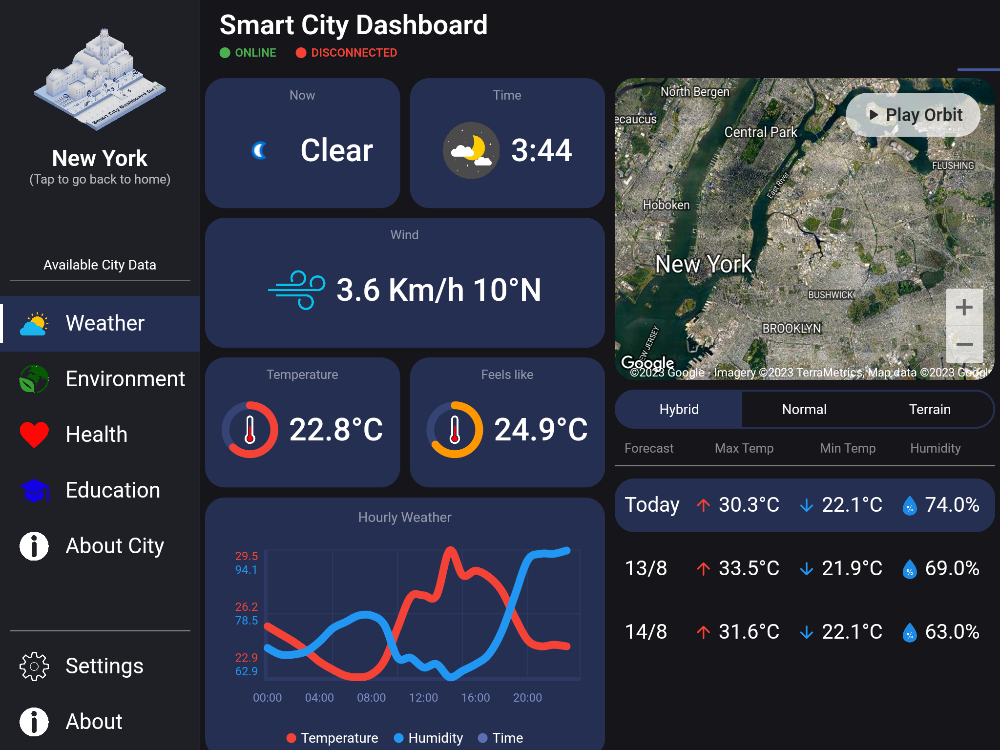 Smart City Dashboard for
New York
(Tap to go back to home)
Available City Data
Weather
Environment
Health
Education
About City
Settings
About
Smart City Dashboard
ONLINE DISCONNECTED
Now
Clear
Time
3:44
Wind
3.6 Km/h 10°N
Temperature
22.8°C
Feels like
24.9°C
Hourly Weather
29.5
94.1
26.2
78.5
22.9
62.9
00:00 04:00 08:00 12:00 16:00 20:00
Temperature Humidity Time
North Bergen
Play Orbit
ecaucus
Central Park
FLUSHING
East River
Hoboken
New York
BUSHWICK
BROOKLYN
EW JERSEY
+
−
Google
©2023 Google - Imagery ©2023 TerraMetrics, Map data ©2023 Googl
Hybrid Normal Terrain
Forecast Max Temp Min Temp Humidity
Today 30.3°C 22.1°C % 74.0%
13/8 33.5°C 21.9°C % 69.0%
14/8 31.6°C 22.1°C % 63.0%